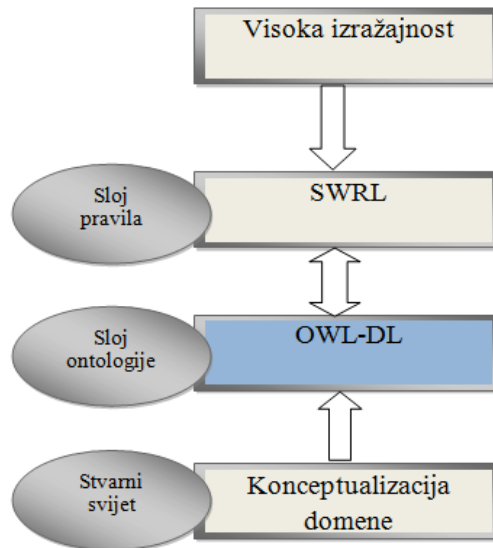 Visoka izražajnost
Sloj
pravila
SWRL
Sloj
ontologije
OWL-DL
Stvarni
svijet
Konceptualizacija
domene